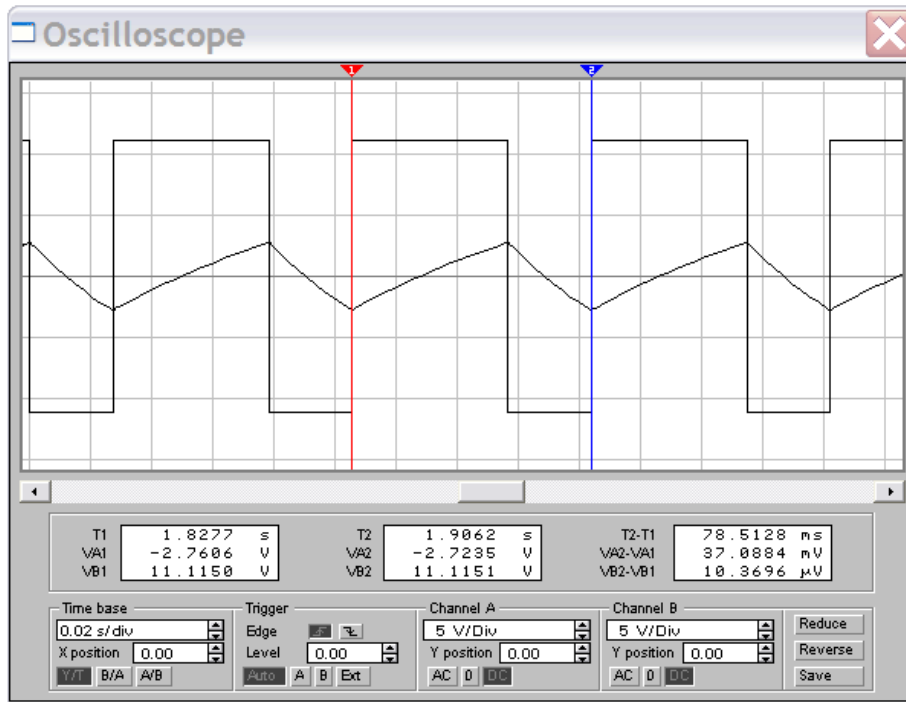 Oscilloscope
1 2
T1 1.8277 s T2 1.9062 s T2-T1 78.5128 ms
VA1 -2.7606 V VA2 -2.7235 V VA2-VA1 37.0884 mV
VB1 11.1150 V VB2 11.1151 V VB2-VB1 10.3696 µV
Time base Trigger Channel A Channel B
0.02 s/div Edge 5 V/Div 5 V/Div Reduce
X position 0.00 Level 0.00 Y position 0.00 Y position 0.00 Reverse
Y/T B/A A/B Auto A B Ext AC 0 DC AC 0 DC Save